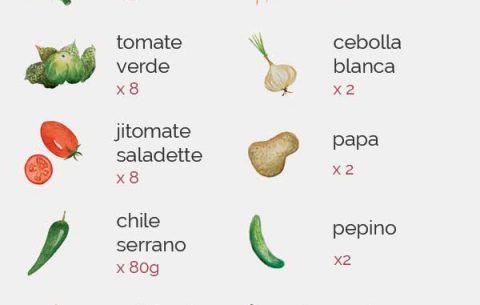 tomate
verde
x 8
cebolla
blanca
x 2
jitomate
saladette
x 8
papa
x 2
chile
serrano
x 80g
pepino
x2